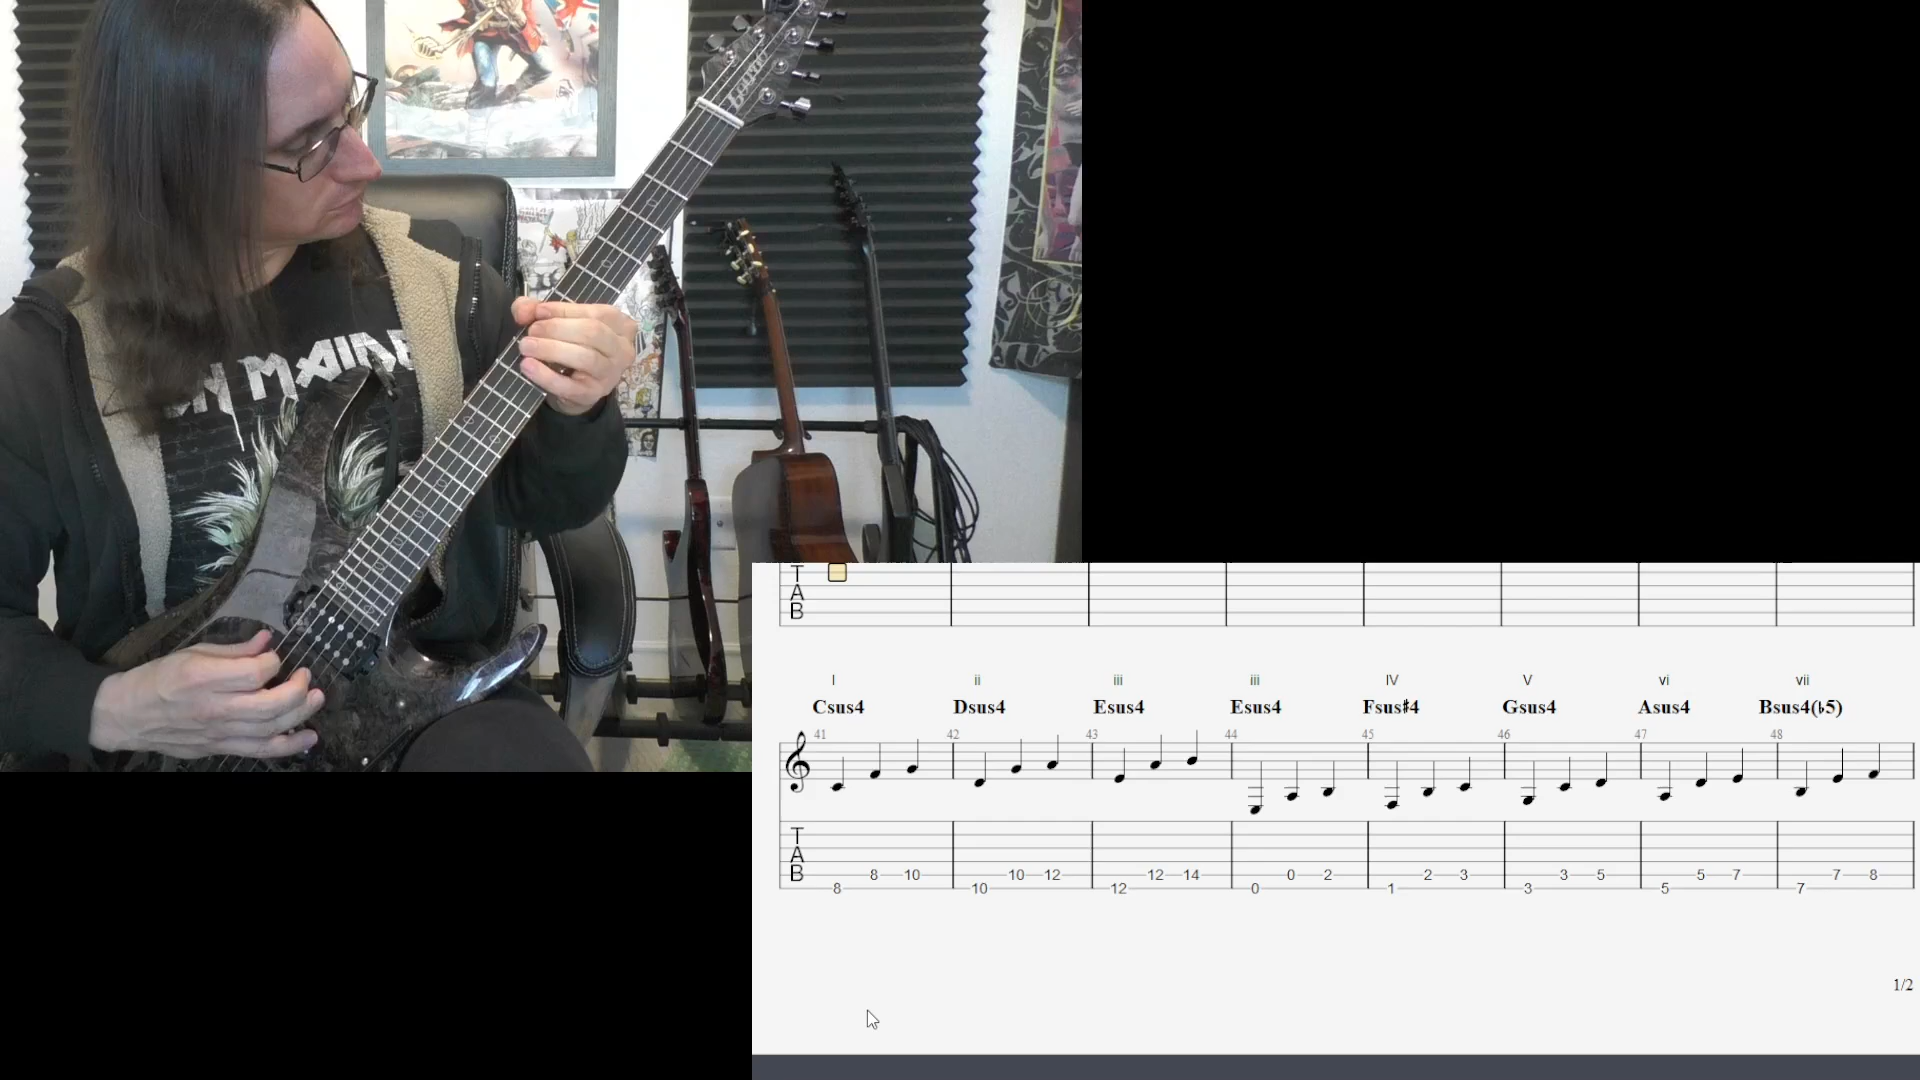 IRON MAIDEN
T
A
B
I ii iii iii IV V vi vii
Csus4 Dsus4 Esus4 Esus4 Fsus♯4 Gsus4 Asus4 Bsus4(♭5)
41 42 43 44 45 46 47 48
T
A
B 8 10 10 12 12 14 0 2 2 3 3 5 5 7 7 8
8 10 12 0 1 3 5 7
1/2